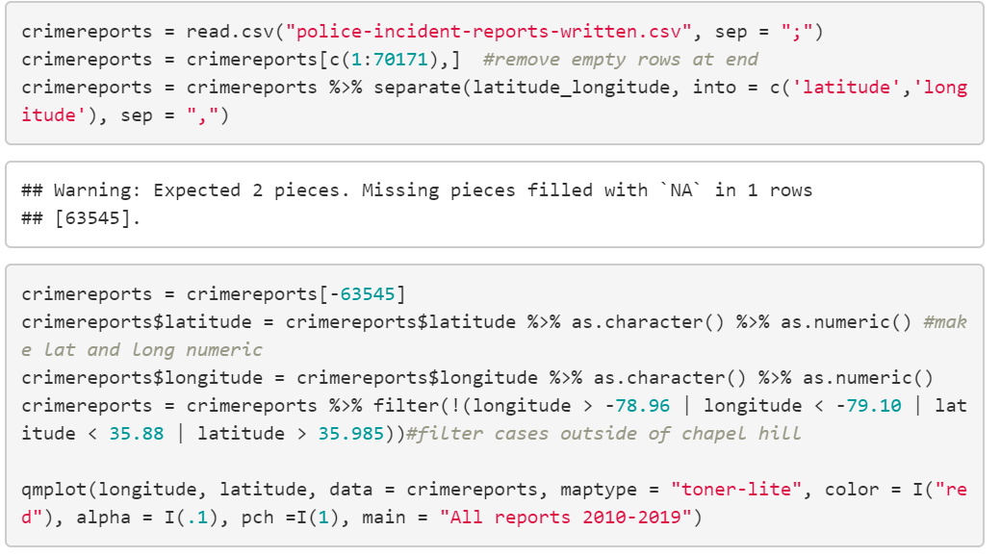 crimereports = read.csv("police-incident-reports-written.csv", sep = ";")
crimereports = crimereports[c(1:70171),]  #remove empty rows at end
crimereports = crimereports %>% separate(latitude_longitude, into = c('latitude','long
itude'), sep = ",")
## Warning: Expected 2 pieces. Missing pieces filled with `NA` in 1 rows
## [63545].
crimereports = crimereports[-63545]
crimereports$latitude = crimereports$latitude %>% as.character() %>% as.numeric() #mak
e lat and long numeric
crimereports$longitude = crimereports$longitude %>% as.character() %>% as.numeric()
crimereports = crimereports %>% filter(!(longitude > -78.96 | longitude < -79.10 | lat
itude < 35.88 | latitude > 35.985))#filter cases outside of chapel hill
qmplot(longitude, latitude, data = crimereports, maptype = "toner-lite", color = I("re
d"), alpha = I(.1), pch =I(1), main = "All reports 2010-2019")